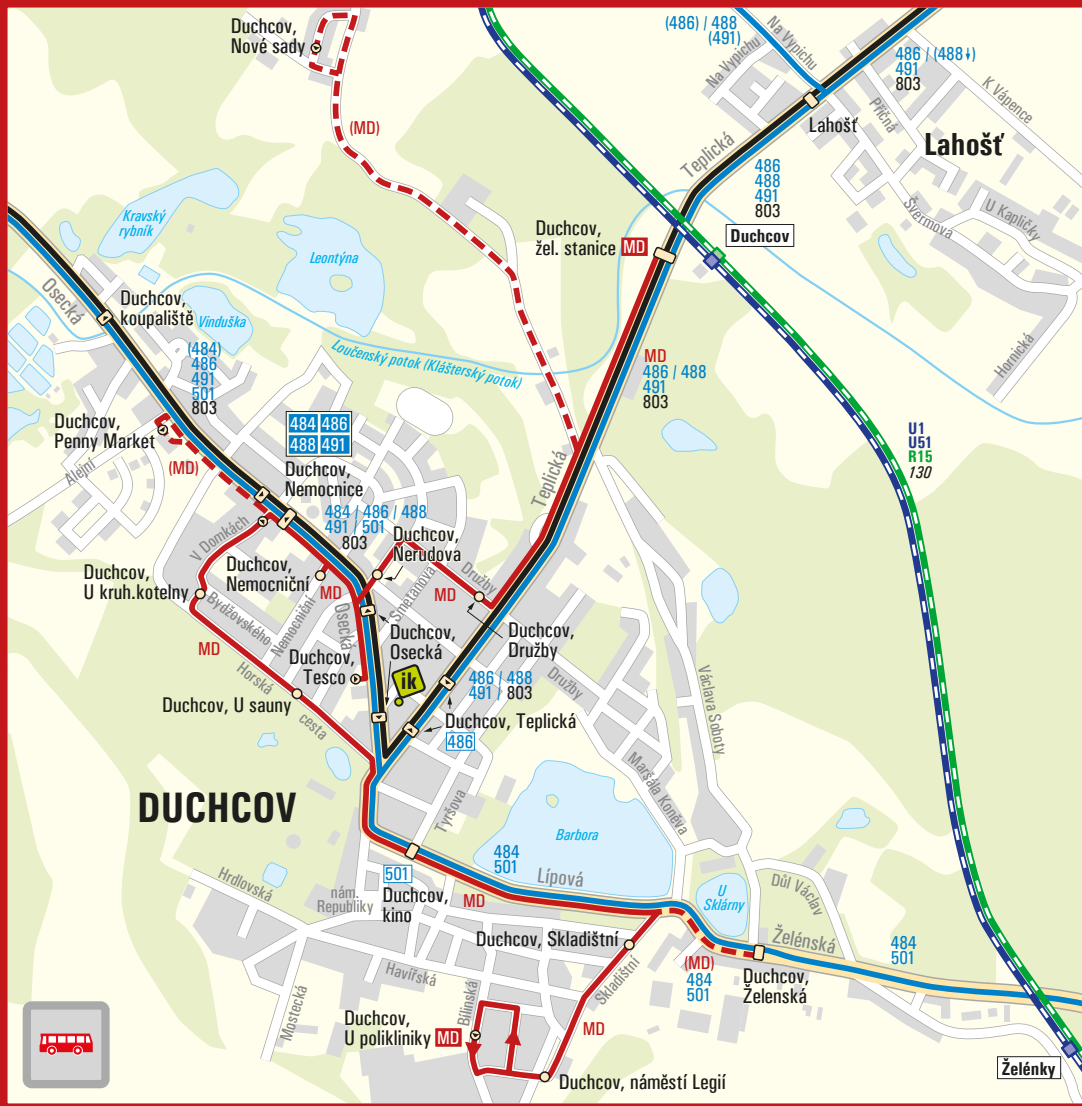 Duchcov,
Nové sady
(MD)
(486) / 488
(491)
Na Vypichu
Na Vypichu
486 / (488↓)
491
803
K Vápence
Příčná
Lahošť
Lahošť
Teplická
486
488
491
803
Švermova
U Kapličky
Hornická
Duchcov,
žel. stanice MD
Duchcov
Kravský
rybník
Leontýna
Osecká
Duchcov,
koupaliště
Vinduška
Loučenský potok (Klášterský potok)
(484)
486
491
501
803
MD
486 / 488
491
803
Duchcov,
Penny Market
Alejní
(MD)
484 486
488 491
Duchcov,
Nemocnice
U1
U51
R15
130
Teplická
484 / 486 / 488
491 / 501
803
V Domkách
Duchcov,
Nerudova
Duchcov,
U kruh.kotelny
Duchcov,
Nemocniční
MD
Družby
MD
Smetanova
Bydžovského
Nemocniční
Osecká
MD
Duchcov,
Osecká
Duchcov,
Družby
Duchcov,
Tesco
ik
486 / 488
491 / 803
Družby
Horská
cesta
Duchcov, U sauny
Duchcov, Teplická
486
Václava Soboty
Maršála Koněva
DUCHCOV
Tyršova
Barbora
484
501
Lípová
501
Duchcov,
kino
MD
Hrdlovská
nám.
Republiky
U
Sklárny
Důl Václav
Želénská
484
501
Duchcov, Skladištní
Havířská
Skladištní
(MD)
484
501
Duchcov,
Želenská
Mostecká
Bílinská
Duchcov,
U polikliniky MD
MD
Duchcov, náměstí Legií
Želénky